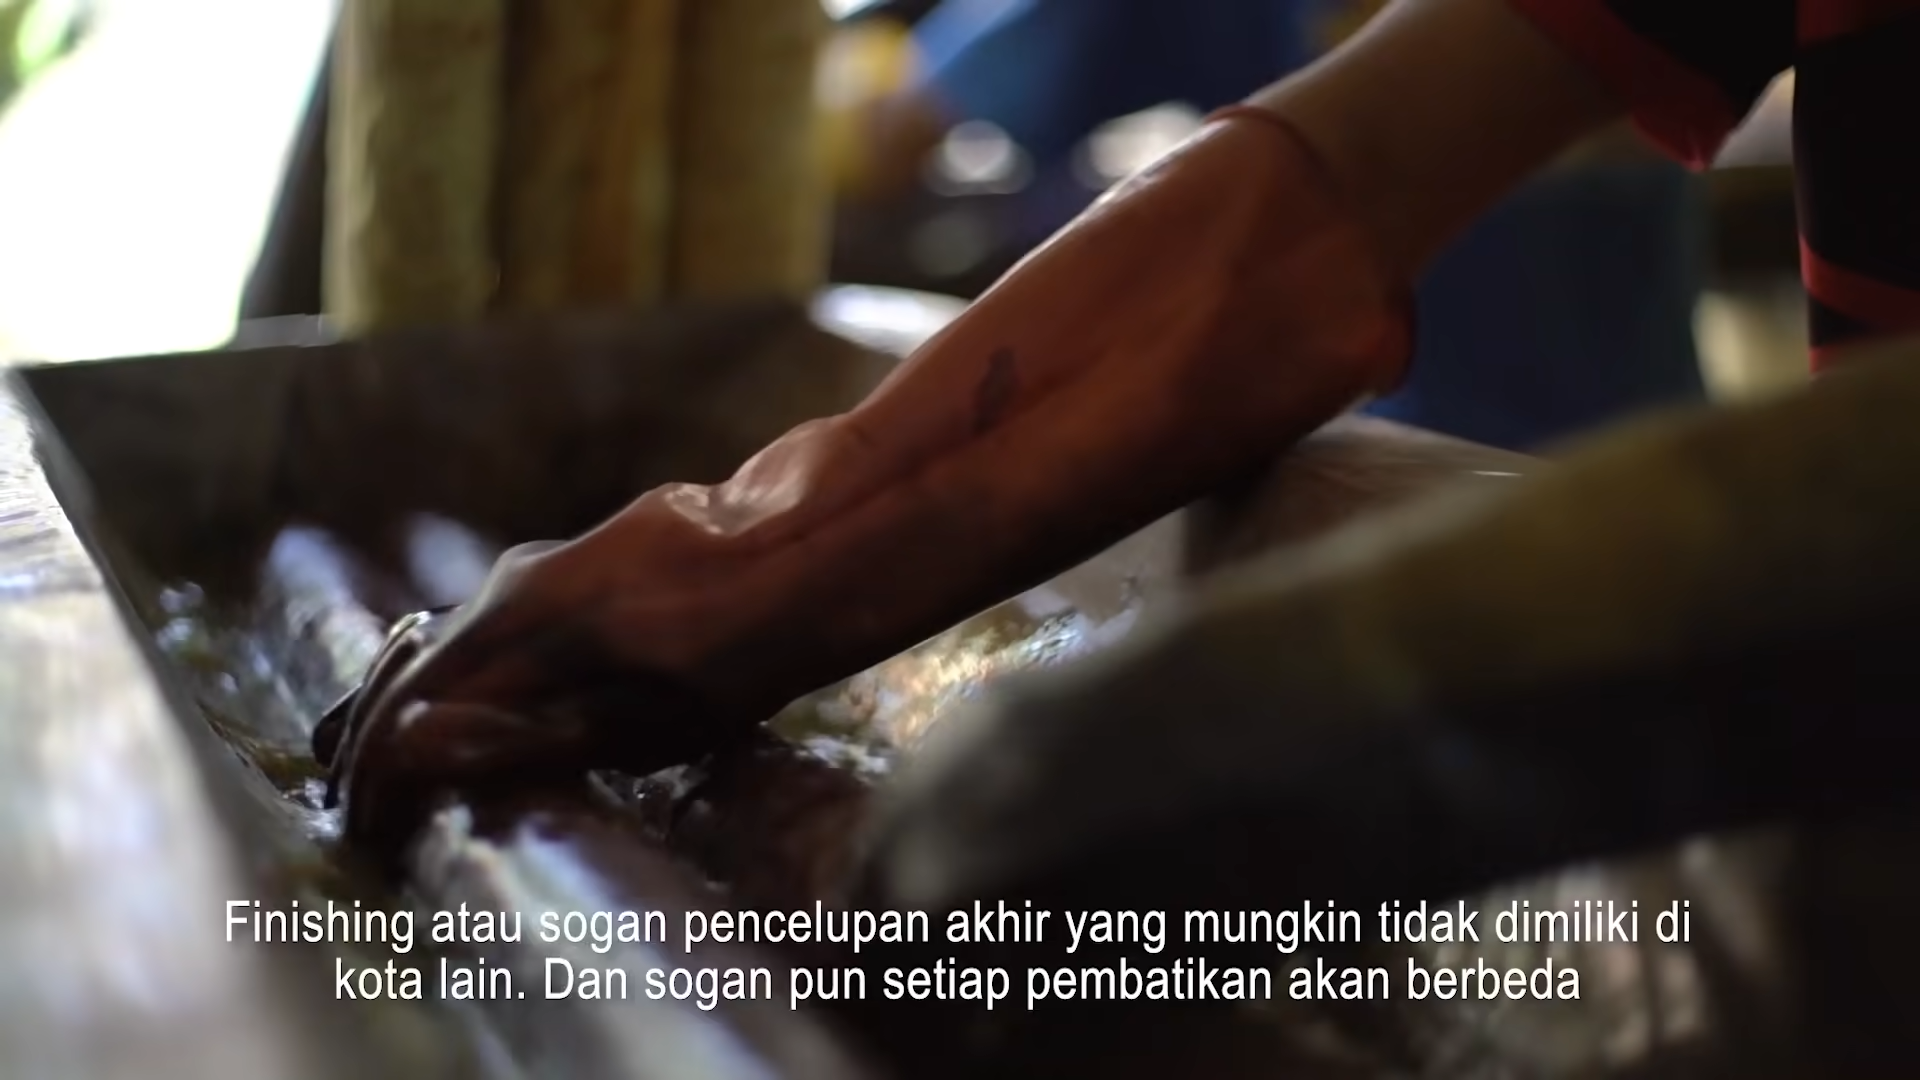 Finishing atau sogan pencelupan akhir yang mungkin tidak dimiliki di
kota lain. Dan sogan pun setiap pembatikan akan berbeda